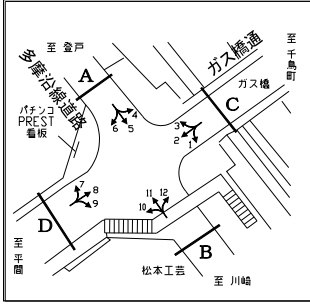 至 登戸
多摩沿線道路
ガス橋通
至
千
鳥
町
A
ガス橋
C
パチンコ
PREST
看板
4
6
5
3
2
1
7
8
9
11
12
10
D
B
至
平
間
松本工芸
至 川崎